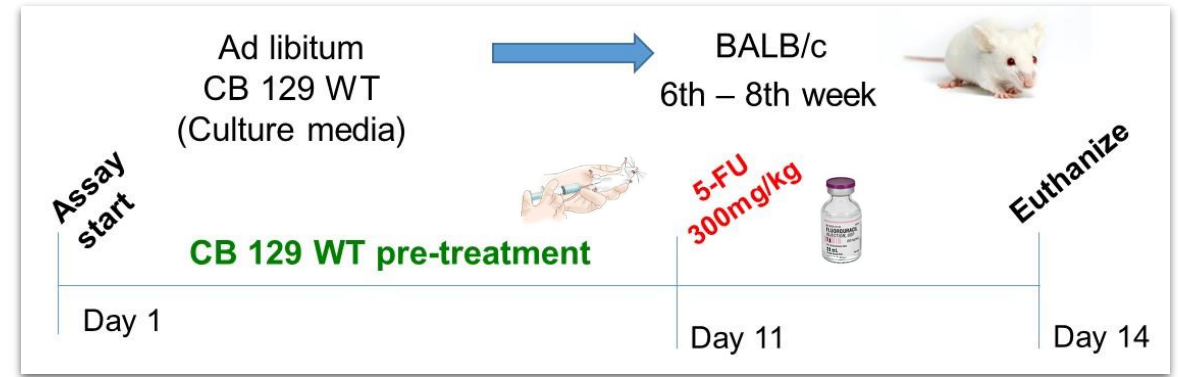 Ad libitum
CB 129 WT
(Culture media)
BALB/c
6th – 8th week
Assay
start
CB 129 WT pre-treatment
5-FU
300mg/kg
FLUOROURACIL
Euthanize
Day 1
Day 11
Day 14